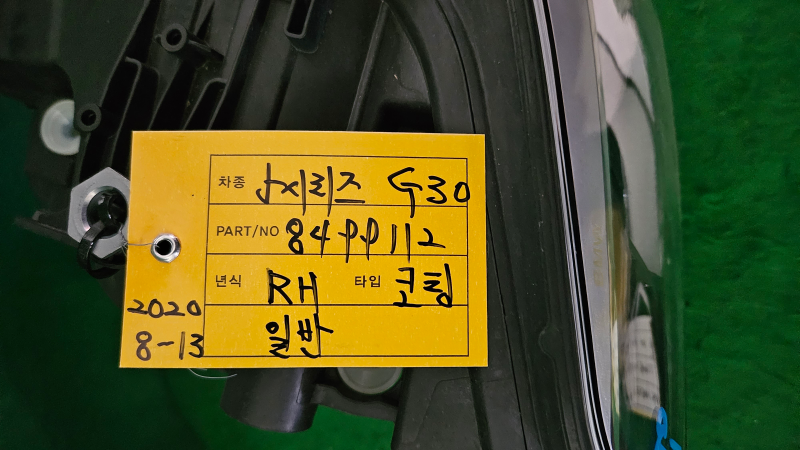 차종 5시리즈 G30
PART/NO 8499112
년식 RH 타입 코팅
일반
2020
8-13